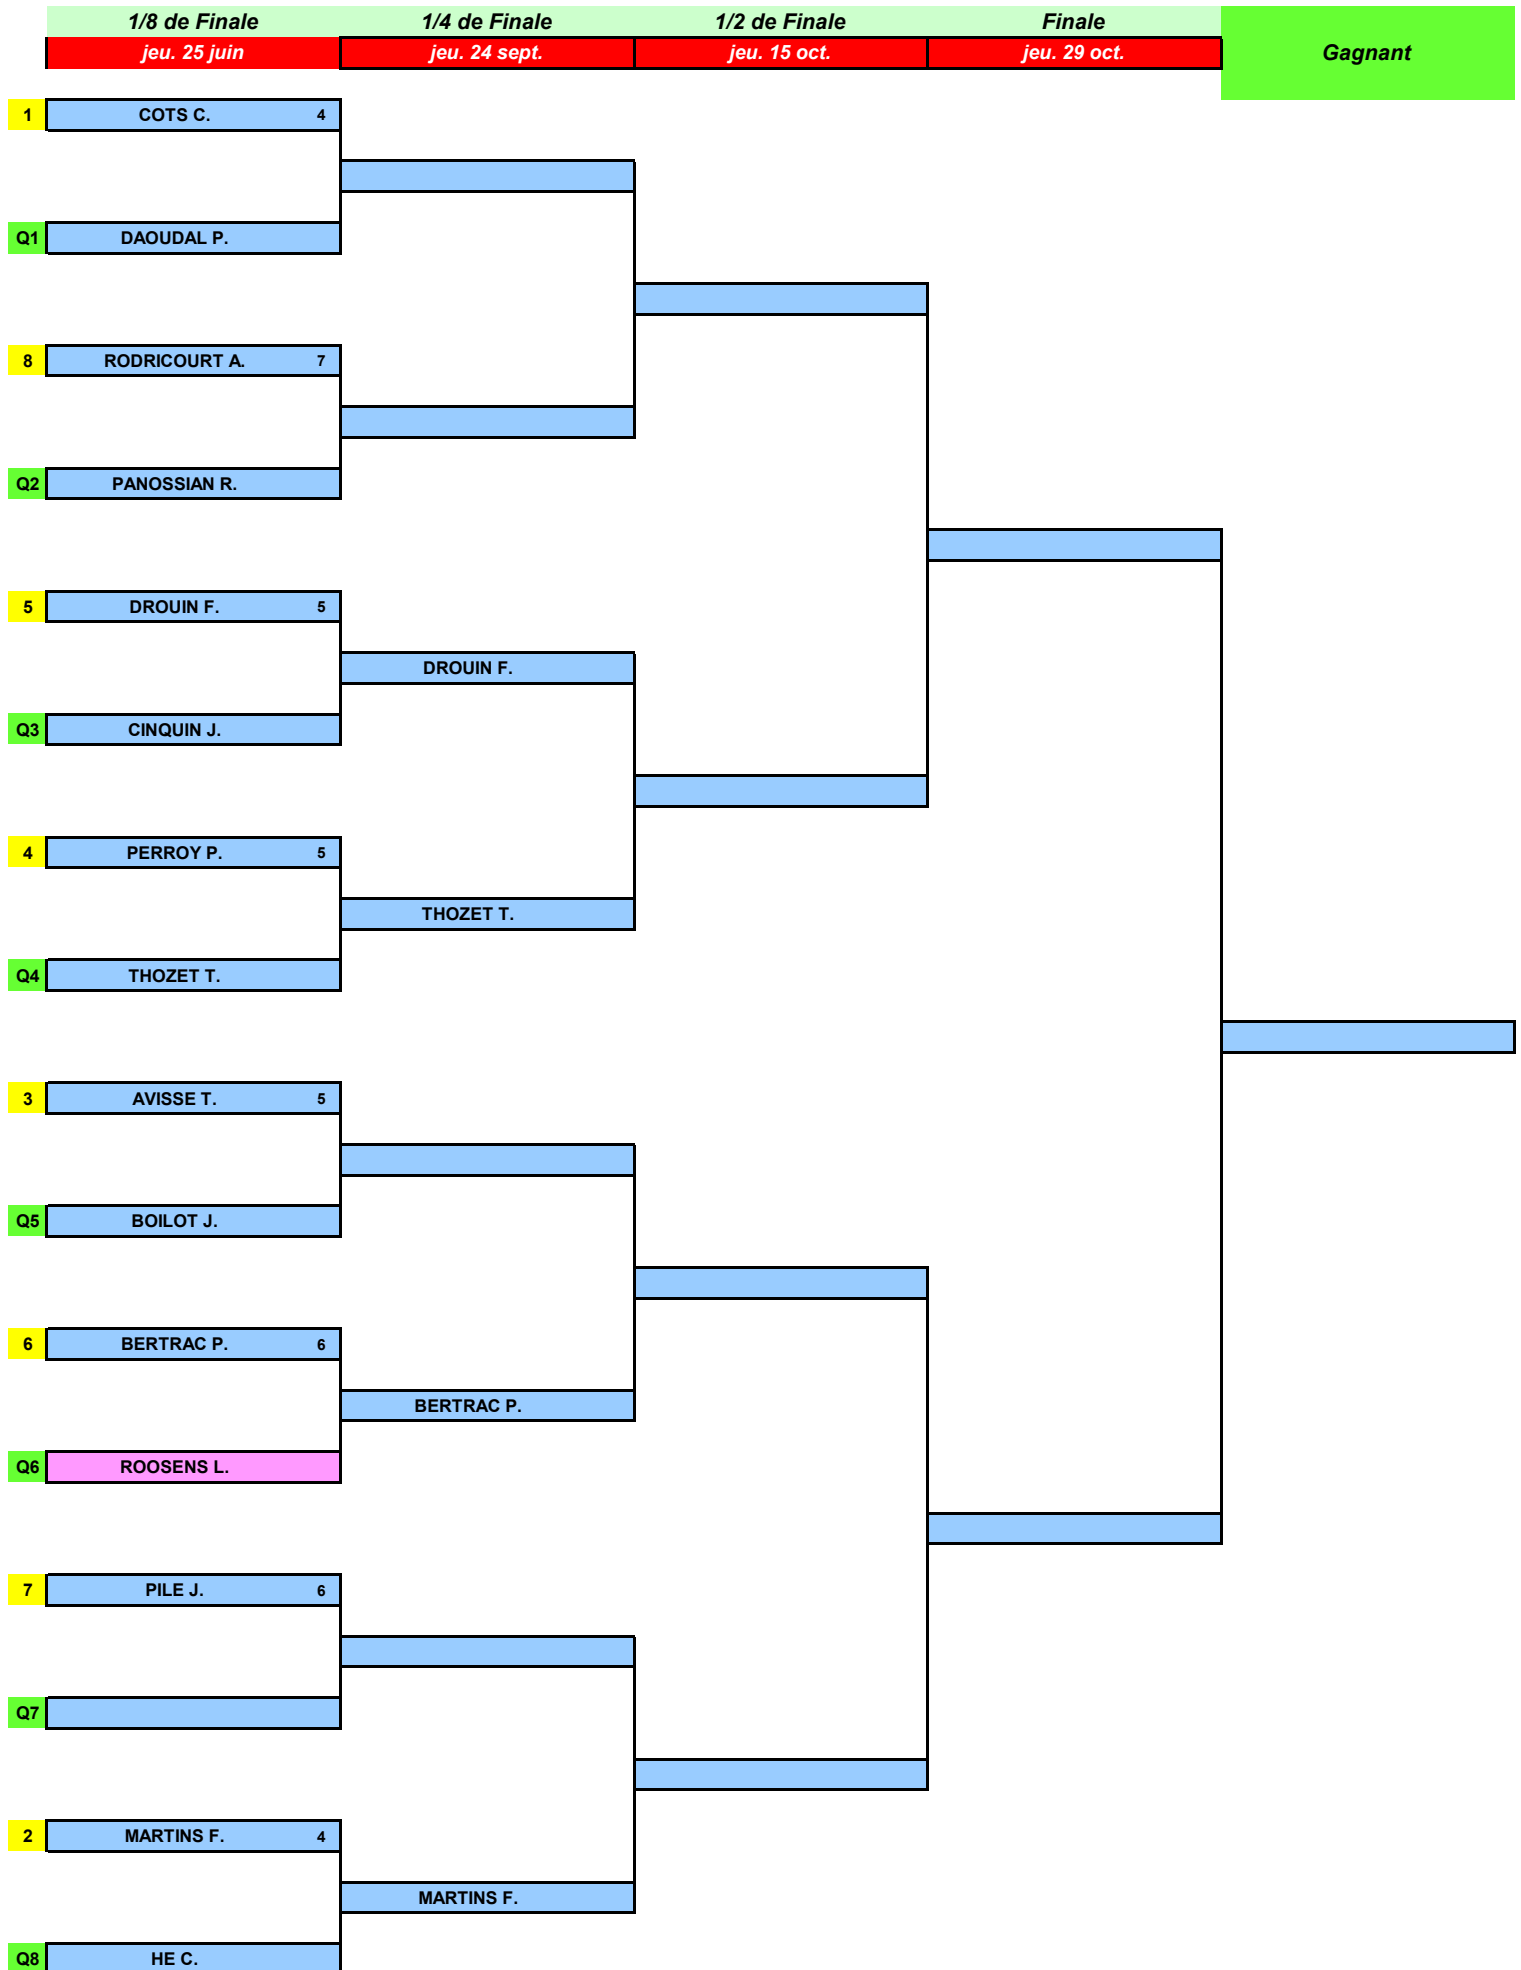 1/8 de Finale 1/4 de Finale 1/2 de Finale Finale
jeu. 25 juin jeu. 24 sept. jeu. 15 oct. jeu. 29 oct. Gagnant
1 COTS C. 4
Q1 DAOUDAL P.
8 RODRICOURT A. 7
Q2 PANOSSIAN R.
5 DROUIN F. 5
DROUIN F.
Q3 CINQUIN J.
4 PERROY P. 5
THOZET T.
Q4 THOZET T.
3 AVISSE T. 5
Q5 BOILOT J.
6 BERTRAC P. 6
BERTRAC P.
Q6 ROOSENS L.
7 PILE J. 6
Q7
2 MARTINS F. 4
MARTINS F.
Q8 HE C.